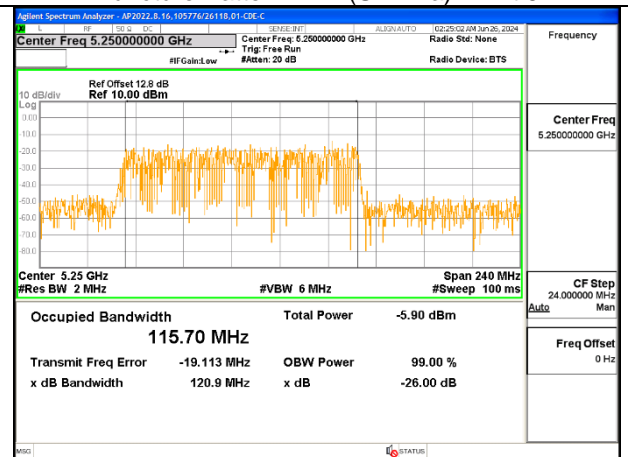 Agilent Spectrum Analyzer - AP2022.8.16,105776/26118,01-CDE-C
L RF 50 Ω DC SENSE:INT ALIGN AUTO 02:25:02 AM Jun 26, 2024
Center Freq 5.250000000 GHz
Center Freq: 5.250000000 GHz
Radio Std: None
Trig: Free Run
#IFGain:Low
#Atten: 20 dB
Radio Device: BTS
Frequency
Ref Offset 12.8 dB
10 dB/div
Ref 10.00 dBm
Log
0.00
-10.0
-20.0
-30.0
-40.0
-50.0
-60.0
-70.0
-80.0
Center 5.25 GHz
Span 240 MHz
#Res BW 2 MHz
#VBW 6 MHz
#Sweep 100 ms
Occupied Bandwidth
115.70 MHz
Total Power
-5.90 dBm
Transmit Freq Error
-19.113 MHz
OBW Power
99.00 %
x dB Bandwidth
120.9 MHz
x dB
-26.00 dB
Center Freq
5.250000000 GHz
CF Step
24.000000 MHz
Auto Man
Freq Offset
0 Hz
MSG
STATUS